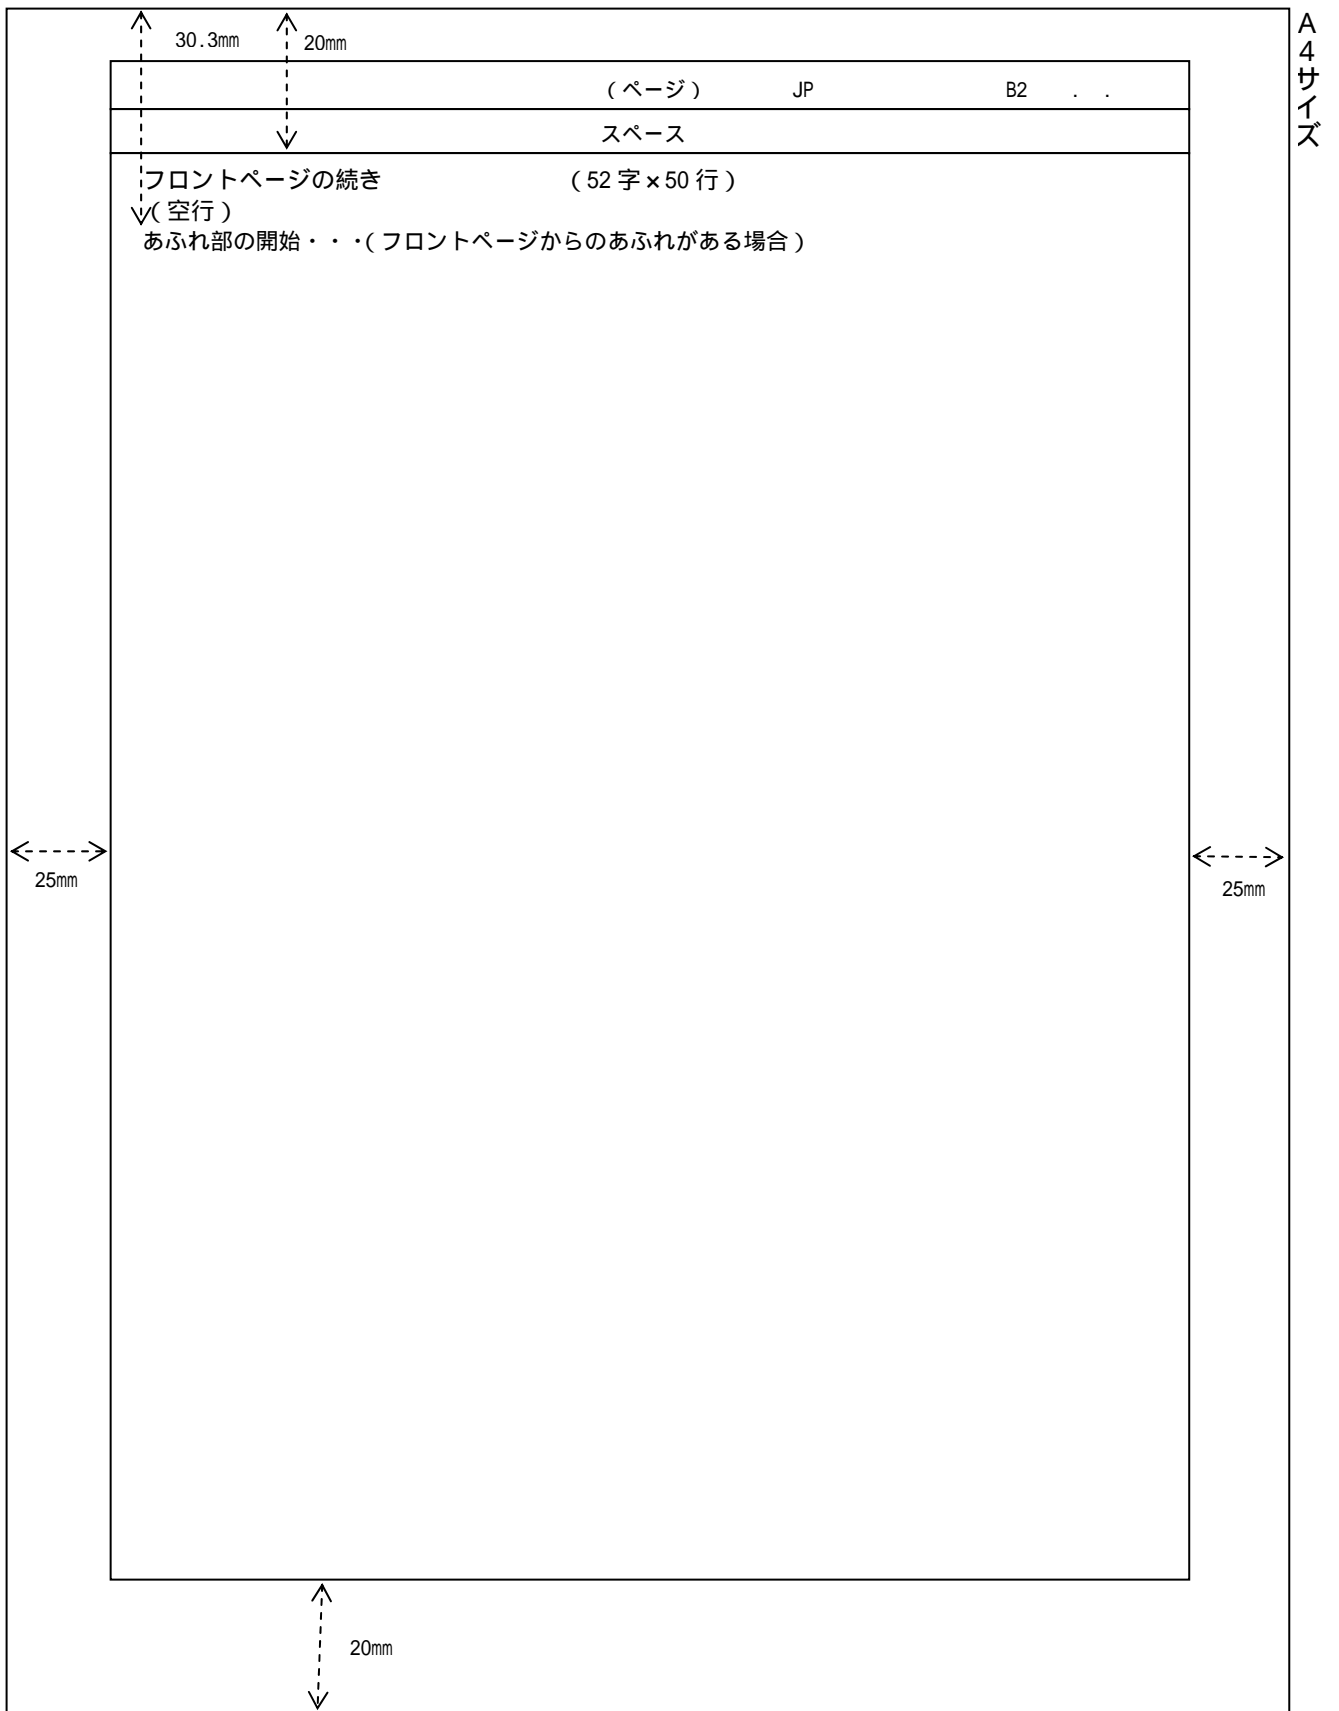 30.3㎜ 20㎜
A4サイズ
(ページ) JP B2 . .
スペース
フロントページの続き (52字×50行)
(空行)
あふれ部の開始・・・(フロントページからのあふれがある場合)
25㎜
25㎜
20㎜